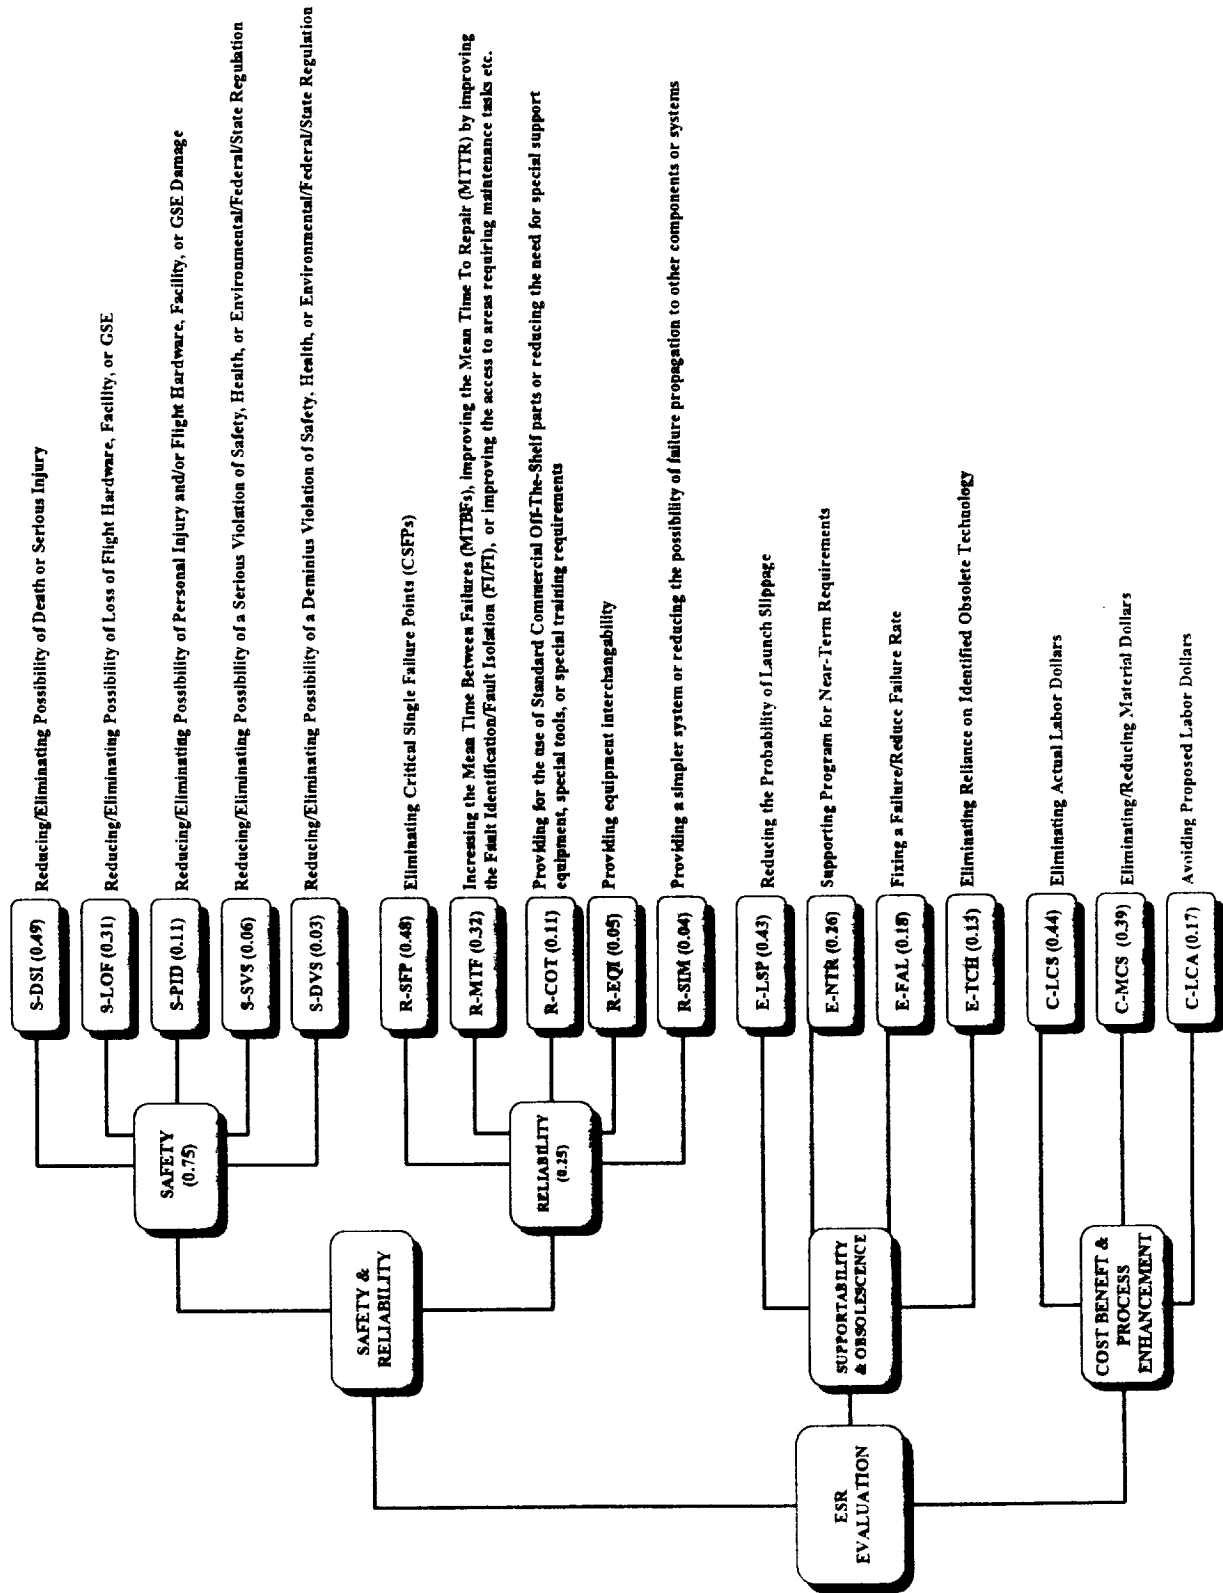 S-DSI (0.49)
Reducing/Eliminating Possibility of Death or Serious Injury
S-LOF (0.31)
Reducing/Eliminating Possibility of Loss of Flight Hardware, Facility, or GSE
SAFETY
(0.75)
S-PID (0.11)
Reducing/Eliminating Possibility of Personal Injury and/or Flight Hardware, Facility, or GSE Damage
S-SVS (0.06)
Reducing/Eliminating Possibility of a Serious Violation of Safety, Health, or Environmental/Federal/State Regulation
S-DVS (0.03)
Reducing/Eliminating Possibility of a Deminius Violation of Safety, Health, or Environmental/Federal/State Regulation
SAFETY &
RELIABILITY
R-SFP (0.48)
Eliminating Critical Single Failure Points (CSFPs)
R-MTF (0.32)
Increasing the Mean Time Between Failures (MTBFs), improving the Mean Time To Repair (MTTR) by improving
the Fault Identification/Fault Isolation (FI/FI), or improving the access to areas requiring maintenance tasks etc.
RELIABILITY
(0.25)
R-COT (0.11)
Providing for the use of Standard Commercial Off-The-Shelf parts or reducing the need for special support
equipment, special tools, or special training requirements
R-EQI (0.05)
Providing equipment interchangability
R-SIM (0.04)
Providing a simpler system or reducing the possibility of failure propagation to other components or systems
E-LSP (0.43)
Reducing the Probability of Launch Slippage
E-NTR (0.26)
Supporting Program for Near-Term Requirements
ESR
EVALUATION
SUPPORTABILITY
& OBSOLESCENCE
E-FAL (0.18)
Fixing a Failure/Reduce Failure Rate
E-TCH (0.13)
Eliminating Reliance on Identified Obsolete Technology
C-LCS (0.44)
Eliminating Actual Labor Dollars
COST BENEFT &
PROCESS
ENHANCEMENT
C-MCS (0.39)
Eliminating/Reducing Material Dollars
C-LCA (0.17)
Avoiding Proposed Labor Dollars